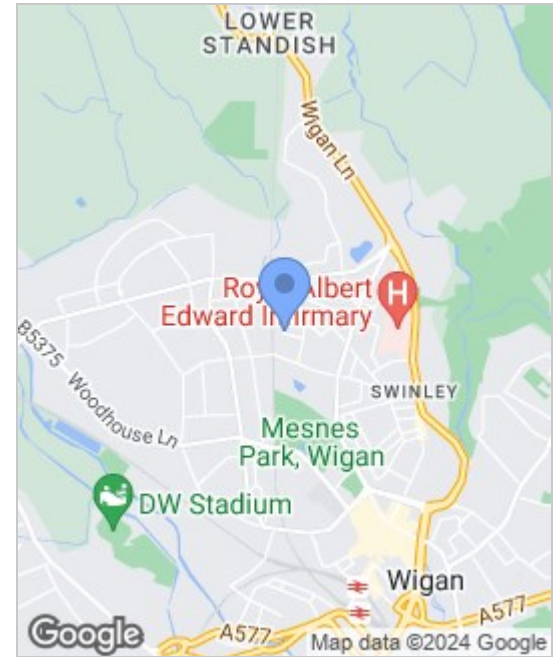 LOWER
STANDISH
Wigan Ln
Royal Albert
Edward Infirmary
H
B5375
Woodhouse Ln
SWINLEY
Mesnes
Park, Wigan
DW Stadium
Wigan
A577
A577
Google
Map data ©2024 Google